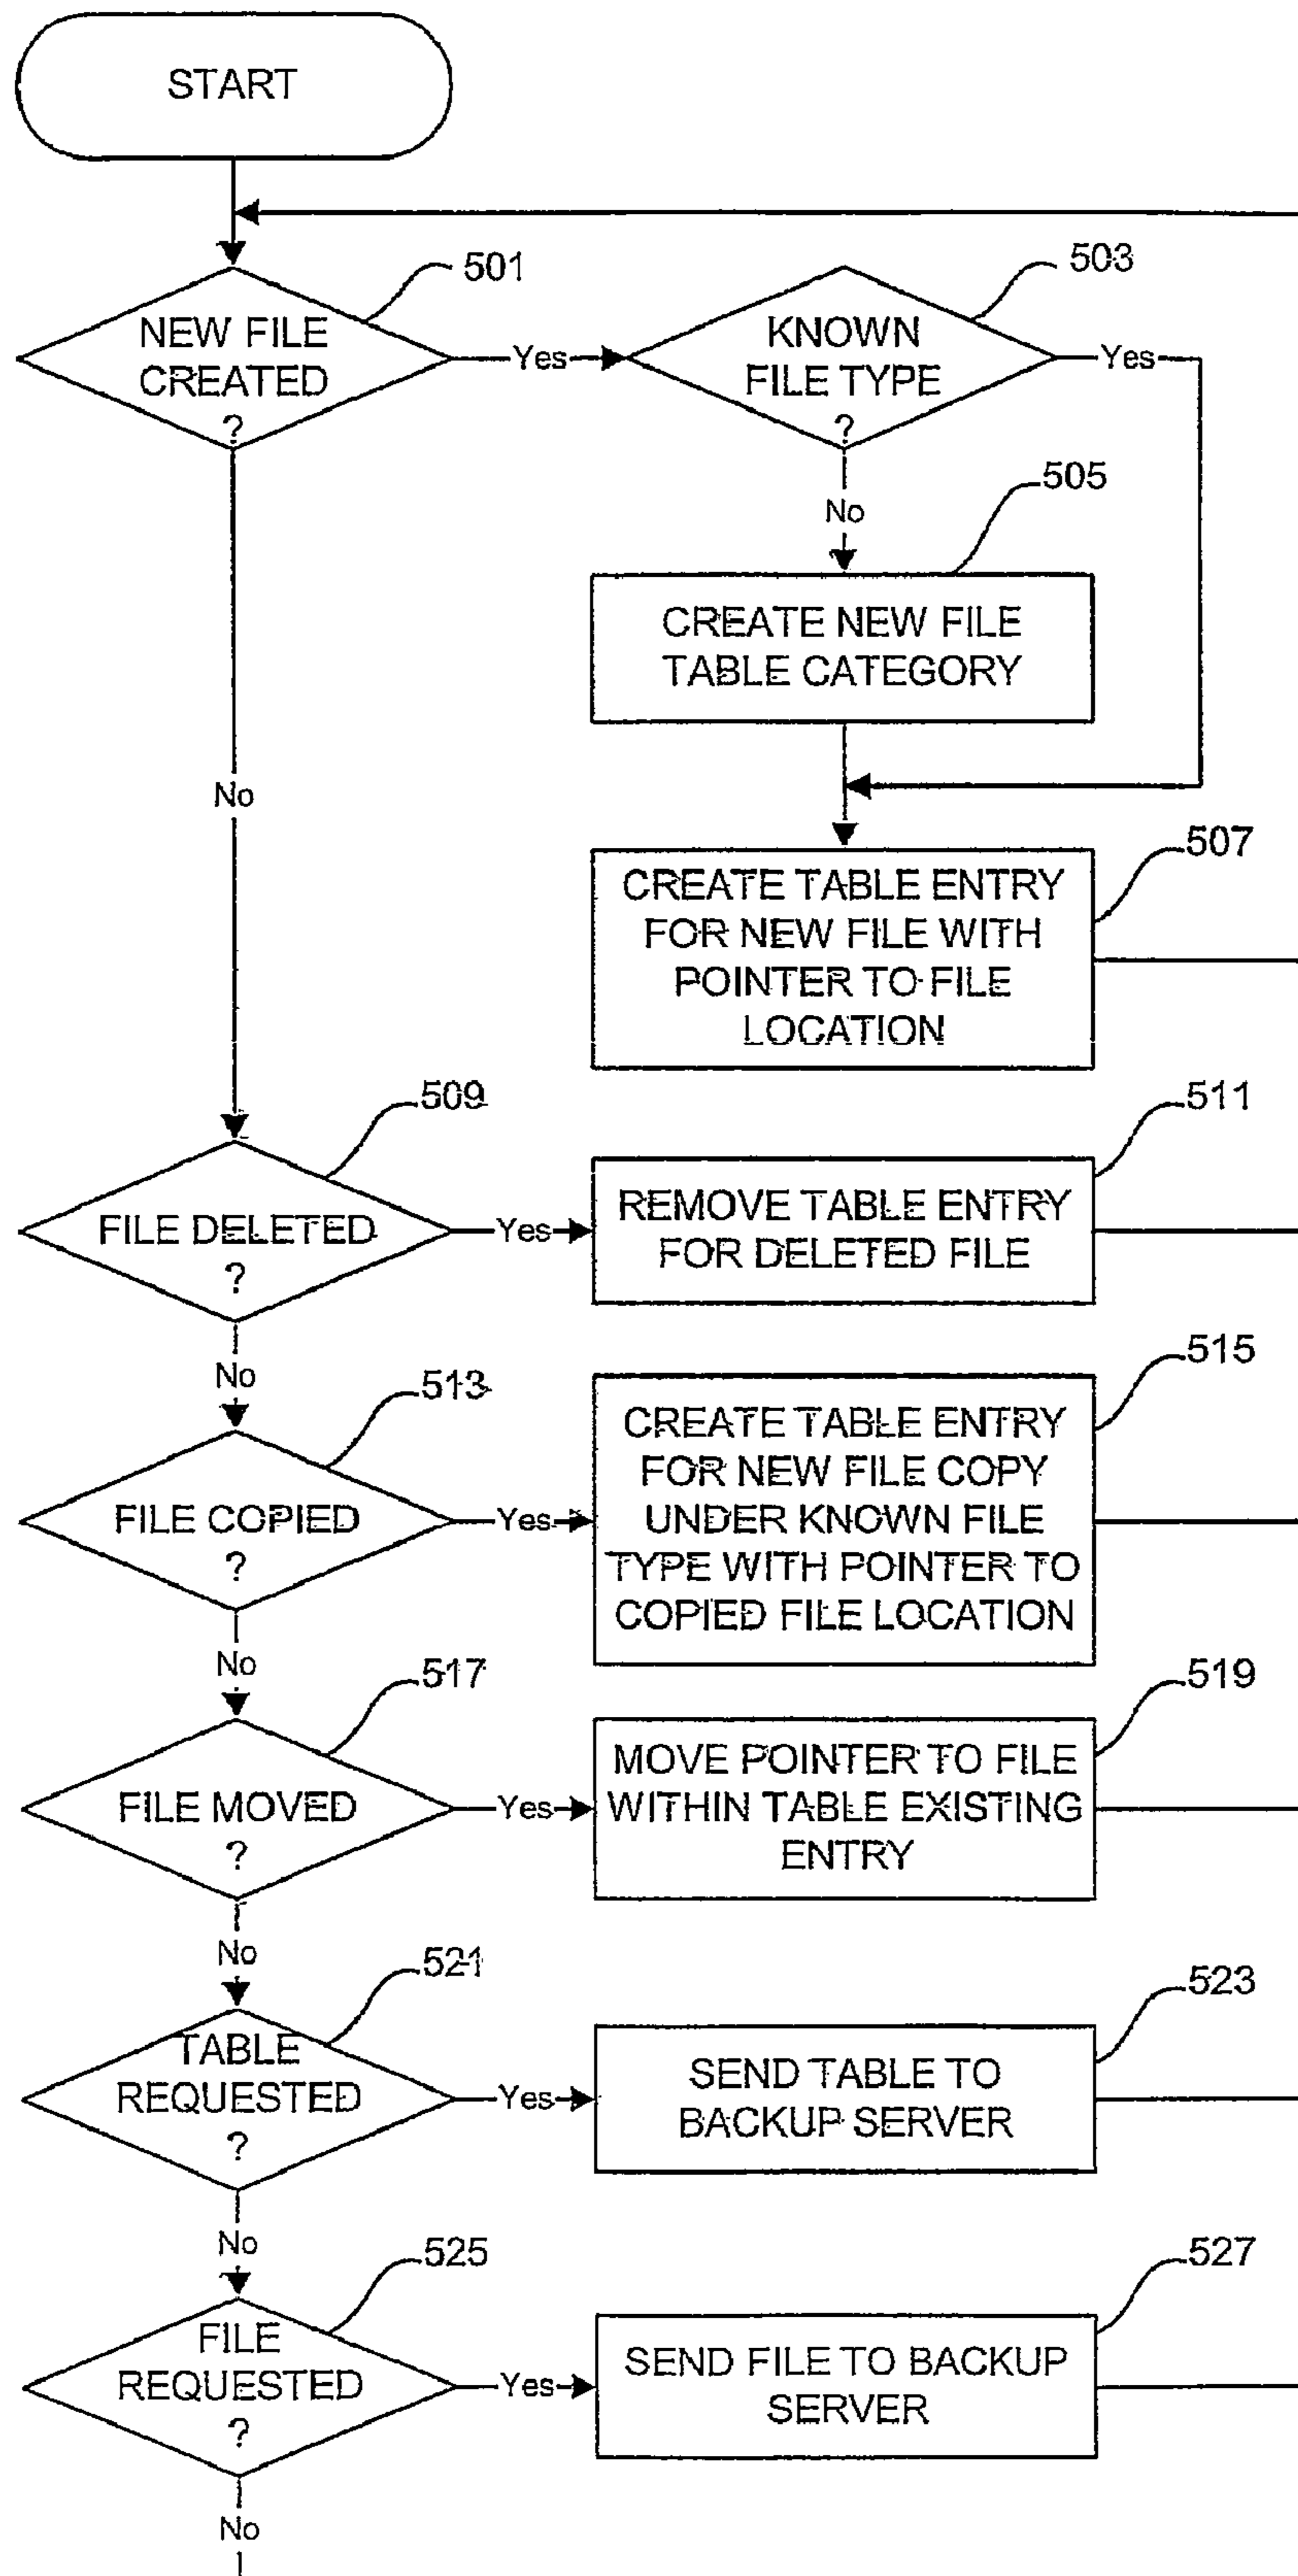 START
501
NEW FILE
CREATED
?
Yes
503
KNOWN
FILE TYPE
?
Yes
No
505
CREATE NEW FILE
TABLE CATEGORY
No
507
CREATE TABLE ENTRY
FOR NEW FILE WITH
POINTER TO FILE
LOCATION
509
FILE DELETED
?
Yes
511
REMOVE TABLE ENTRY
FOR DELETED FILE
No
513
FILE COPIED
?
Yes
515
CREATE TABLE ENTRY
FOR NEW FILE COPY
UNDER KNOWN FILE
TYPE WITH POINTER TO
COPIED FILE LOCATION
No
517
FILE MOVED
?
Yes
519
MOVE POINTER TO FILE
WITHIN TABLE EXISTING
ENTRY
No
521
TABLE
REQUESTED
?
Yes
523
SEND TABLE TO
BACKUP SERVER
No
525
FILE
REQUESTED
?
Yes
527
SEND FILE TO BACKUP
SERVER
No